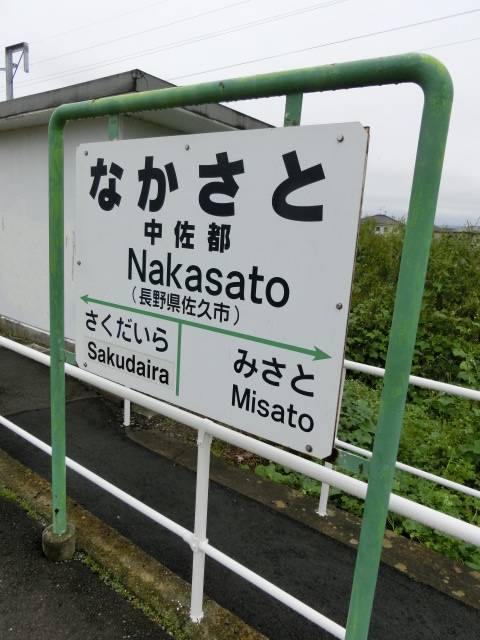 なかさと
中佐都
Nakasato
(長野県佐久市)
さくだいら
Sakudaira
みさと
Misato